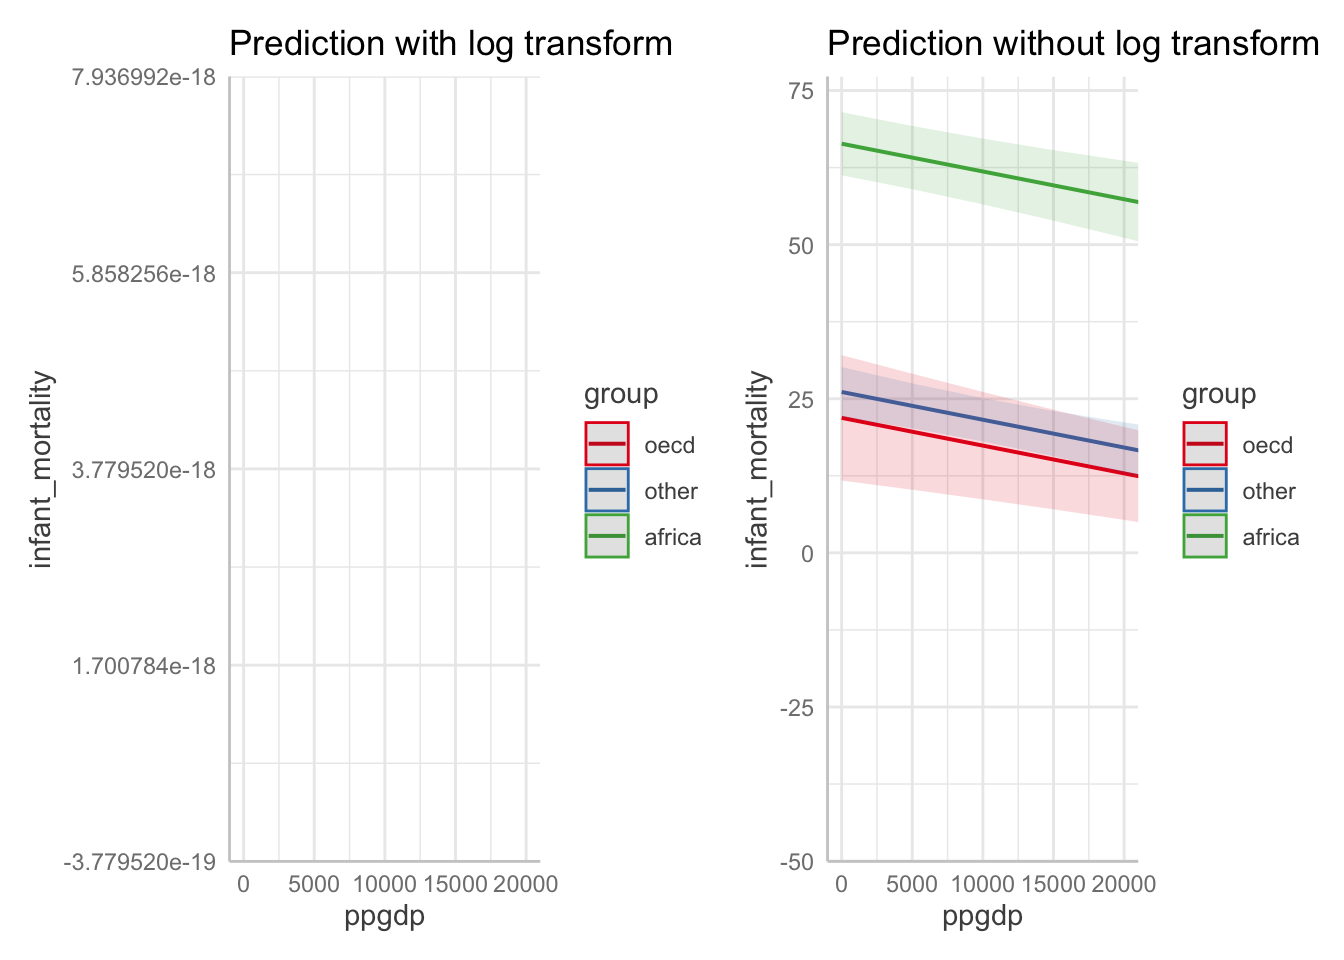 Prediction with log transform
7.936992e-18
5.858256e-18
3.779520e-18
1.700784e-18
-3.779520e-19
infant_mortality
0 5000 10000 15000 20000
ppgdp
group
oecd
other
africa
Prediction without log transform
75
50
25
0
-25
-50
infant_mortality
0 5000 10000 15000 20000
ppgdp
group
oecd
other
africa